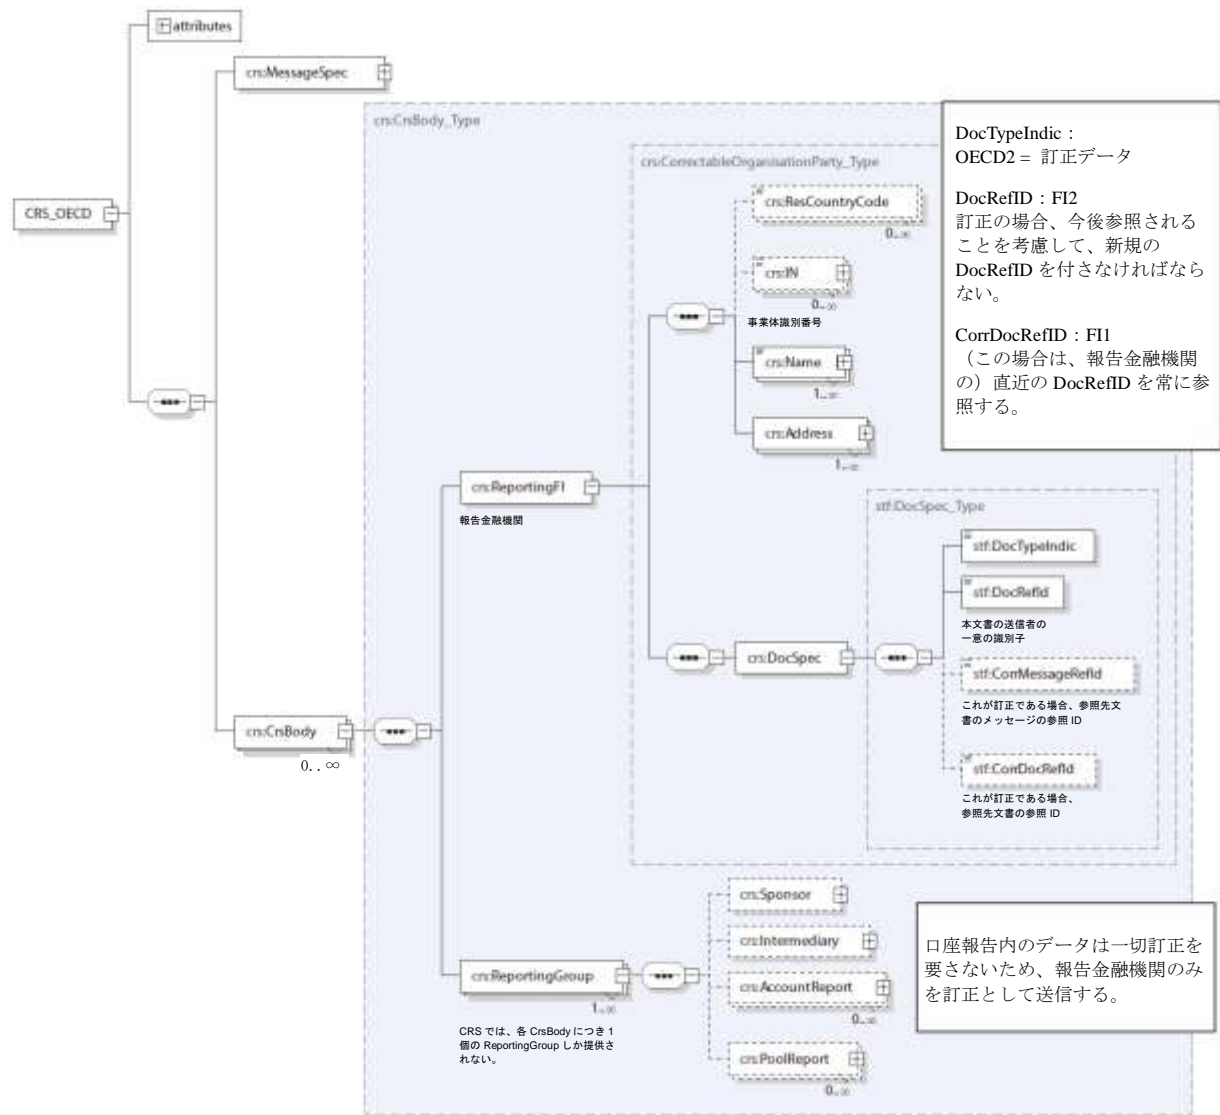 attributes
crs:MessageSpec
crs:CrsBody_Type
crs:CorrectableOrganisationParty_Type
CRS_OECD
crs:ResCountryCode
0..∞
crs:IN
0..∞
事業体識別番号
crs:Name
1..∞
crs:Address
1..∞
DocTypeIndic：
OECD2 = 訂正データ
DocRefID：FI2
訂正の場合、今後参照される
ことを考慮して、新規の
DocRefID を付さなければなら
ない。
CorrDocRefID：FI1
（この場合は、報告金融機関
の）直近の DocRefID を常に参
照する。
crs:ReportingFI
報告金融機関
stf:DocSpec_Type
stf:DocTypeIndic
stf:DocRefId
本文書の送信者の
一意の識別子
crs:DocSpec
stf:CorrMessageRefId
これが訂正である場合、参照先文
書のメッセージの参照 ID
stf:CorrDocRefId
これが訂正である場合、
参照先文書の参照 ID
crs:CrsBody
0..∞
crs:Sponsor
crs:Intermediary
crs:ReportingGroup
1..∞
CRS では、各 CrsBody につき 1
個の ReportingGroup しか提供さ
れない。
crs:AccountReport
0..∞
crs:PoolReport
0..∞
口座報告内のデータは一切訂正を
要さないため、報告金融機関のみ
を訂正として送信する。